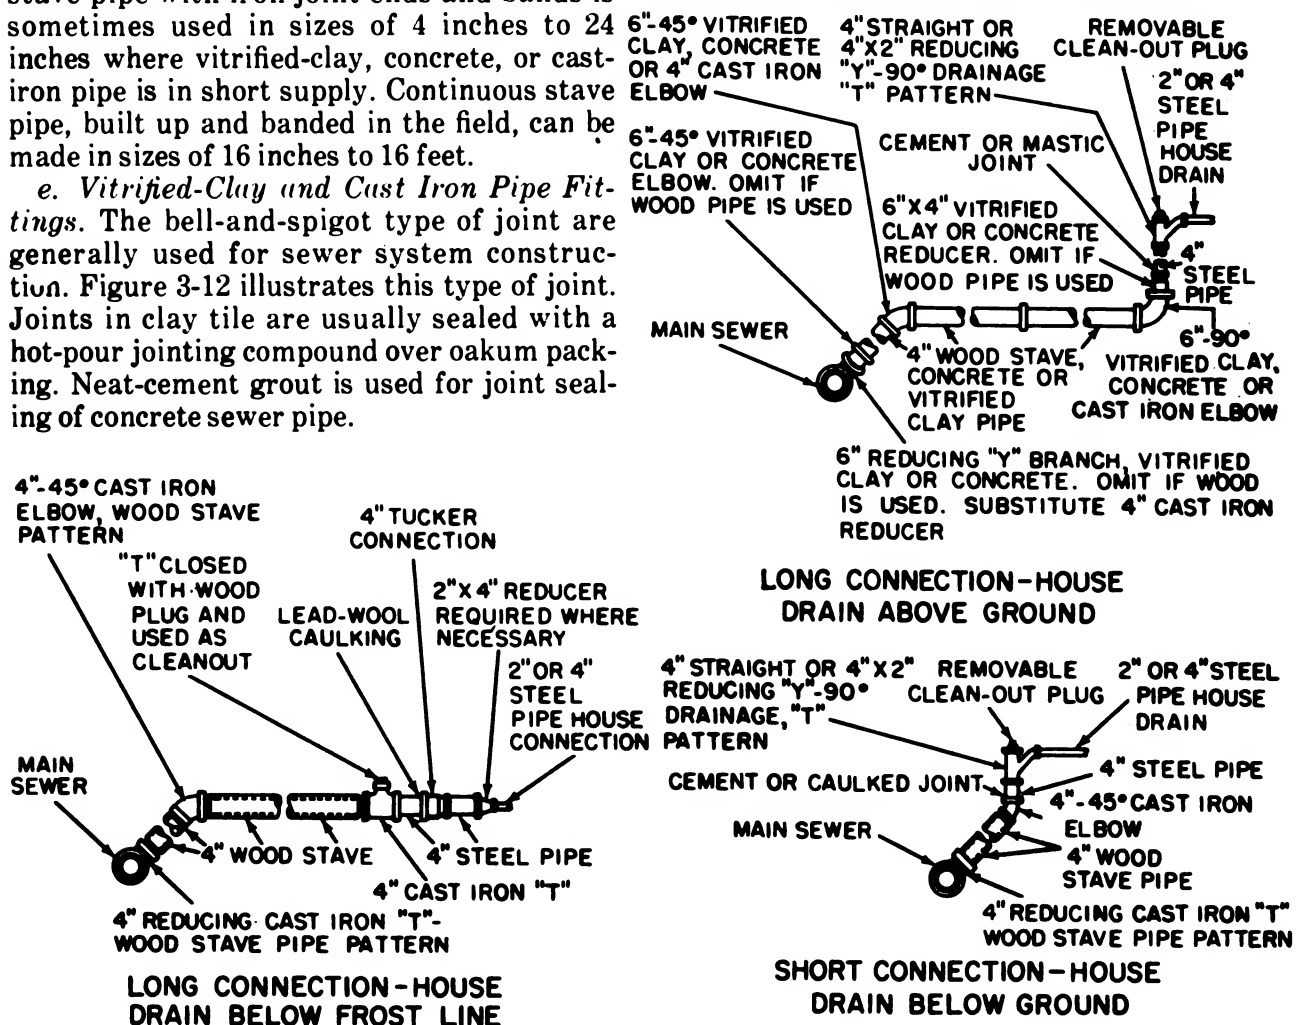 stave pipe with iron joint ends and bands is
sometimes used in sizes of 4 inches to 24
inches where vitrified-clay, concrete, or cast-
iron pipe is in short supply. Continuous stave
pipe, built up and banded in the field, can be
made in sizes of 16 inches to 16 feet.
e. Vitrified-Clay and Cast Iron Pipe Fit-
tings. The bell-and-spigot type of joint are
generally used for sewer system construc-
tion. Figure 3-12 illustrates this type of joint.
Joints in clay tile are usually sealed with a
hot-pour jointing compound over oakum pack-
ing. Neat-cement grout is used for joint seal-
ing of concrete sewer pipe.
6"-45° VITRIFIED
CLAY, CONCRETE
OR 4" CAST IRON
ELBOW
4" STRAIGHT OR
4"X2" REDUCING
"Y"-90° DRAINAGE
"T" PATTERN
REMOVABLE
CLEAN-OUT PLUG
2" OR 4"
STEEL
PIPE
HOUSE
DRAIN
6"-45° VITRIFIED
CLAY OR CONCRETE
ELBOW. OMIT IF
WOOD PIPE IS USED
CEMENT OR MASTIC
JOINT
6"X4" VITRIFIED
CLAY OR CONCRETE
REDUCER. OMIT IF
WOOD PIPE IS USED
4"
STEEL
PIPE
MAIN SEWER
4" WOOD STAVE,
CONCRETE OR
VITRIFIED
CLAY PIPE
6"-90°
VITRIFIED CLAY,
CONCRETE OR
CAST IRON ELBOW
6" REDUCING "Y" BRANCH, VITRIFIED
CLAY OR CONCRETE. OMIT IF WOOD
IS USED. SUBSTITUTE 4" CAST IRON
REDUCER
LONG CONNECTION-HOUSE
DRAIN ABOVE GROUND
4"-45° CAST IRON
ELBOW, WOOD STAVE
PATTERN
"T" CLOSED
WITH WOOD
PLUG AND
USED AS
CLEANOUT
4" TUCKER
CONNECTION
LEAD-WOOL
CAULKING
2"X4" REDUCER
REQUIRED WHERE
NECESSARY
2" OR 4"
STEEL
PIPE HOUSE
CONNECTION
MAIN
SEWER
4" WOOD STAVE
4" STEEL PIPE
4" CAST IRON "T"
4" REDUCING CAST IRON "T"-
WOOD STAVE PIPE PATTERN
LONG CONNECTION-HOUSE
DRAIN BELOW FROST LINE
4" STRAIGHT OR 4"X2"
REDUCING "Y"-90°
DRAINAGE, "T"
PATTERN
REMOVABLE
CLEAN-OUT PLUG
2" OR 4" STEEL
PIPE HOUSE
DRAIN
CEMENT OR CAULKED JOINT
4" STEEL PIPE
4"-45° CAST IRON
ELBOW
MAIN SEWER
4" WOOD
STAVE PIPE
4" REDUCING CAST IRON "T"
WOOD STAVE PIPE PATTERN
SHORT CONNECTION-HOUSE
DRAIN BELOW GROUND